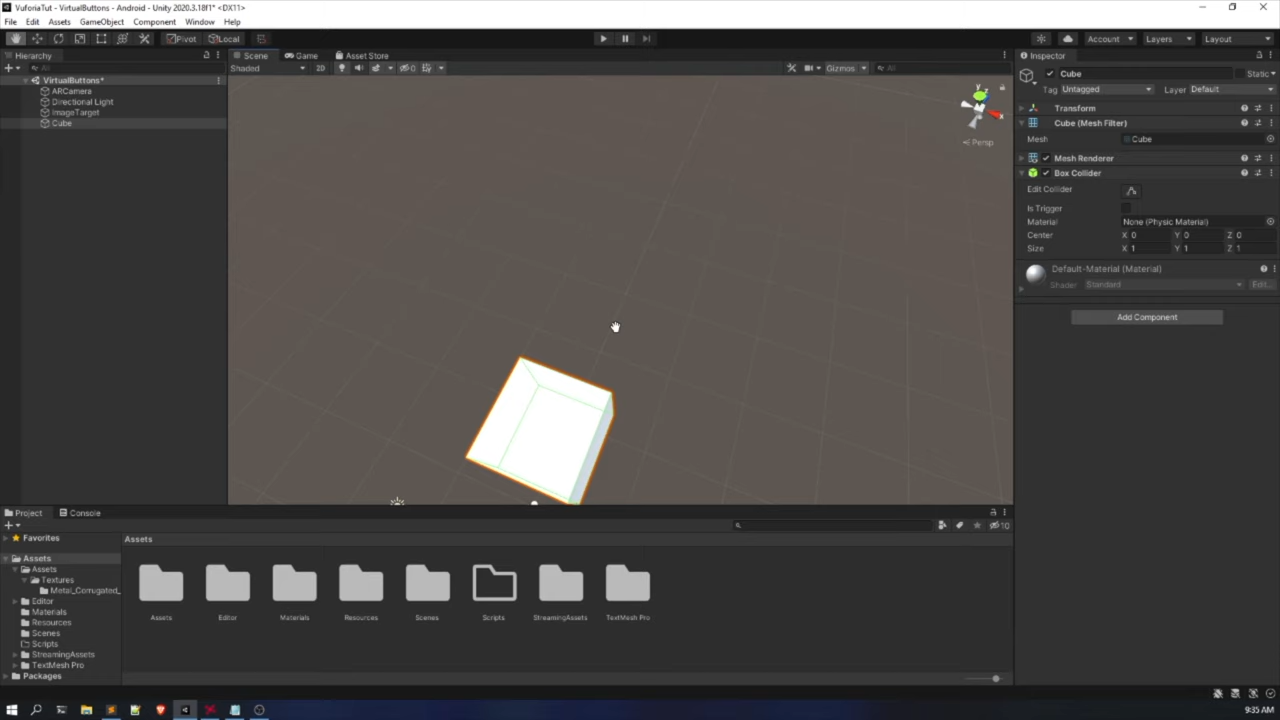 VuforiaTut - VirtualButtons - Android - Unity 2020.3.18f1* <DX11>
File Edit Assets GameObject Component Window Help
Pivot Local Account Layers Layout
Hierarchy
All
VirtualButtons*
ARCamera
Directional Light
ImageTarget
Cube
Scene Game Asset Store
Shaded 2D 0 Gizmos All
y
z
x
Persp
Inspector
Cube Static
Tag Untagged Layer Default
Transform
Cube (Mesh Filter)
Mesh Cube
Mesh Renderer
Box Collider
Edit Collider
Is Trigger
Material None (Physic Material)
Center X 0 Y 0 Z 0
Size X 1 Y 1 Z 1
Default-Material (Material)
Shader Standard Edit...
Add Component
Project Console
10
Favorites
Assets
Assets
Textures
Metal_Corrugated_
Editor
Materials
Resources
Scenes
Scripts
StreamingAssets
TextMesh Pro
Packages
Assets
Assets Editor Materials Resources Scenes Scripts StreamingAssets TextMesh Pro
9:35 AM